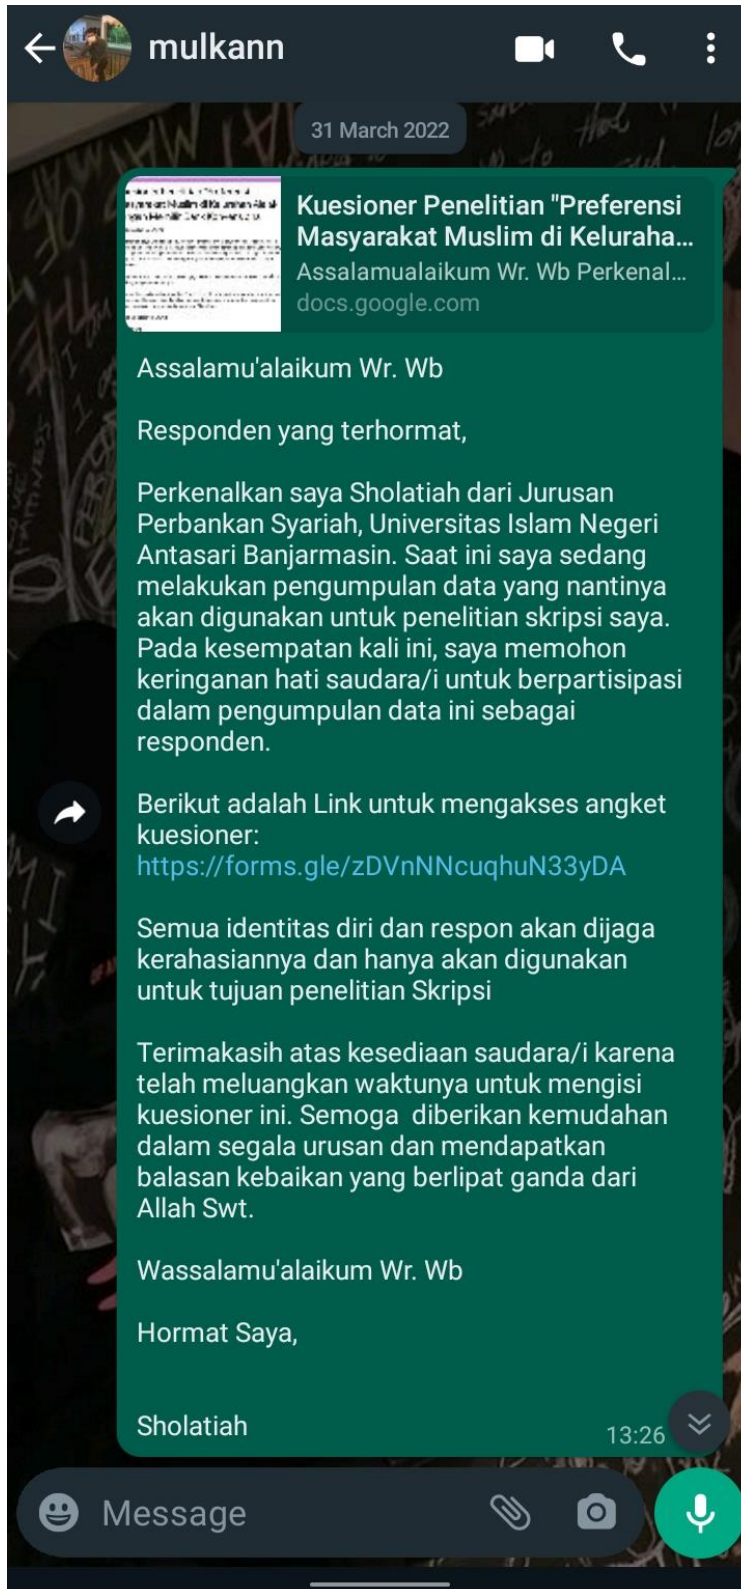 mulkann
31 March 2022
Kuesioner Penelitian "Preferensi
Masyarakat Muslim di Keluraha...
Assalamualaikum Wr. Wb Perkenal...
docs.google.com
Assalamu'alaikum Wr. Wb
Responden yang terhormat,
Perkenalkan saya Sholatiah dari Jurusan
Perbankan Syariah, Universitas Islam Negeri
Antasari Banjarmasin. Saat ini saya sedang
melakukan pengumpulan data yang nantinya
akan digunakan untuk penelitian skripsi saya.
Pada kesempatan kali ini, saya memohon
keringanan hati saudara/i untuk berpartisipasi
dalam pengumpulan data ini sebagai
responden.
Berikut adalah Link untuk mengakses angket
kuesioner:
https://forms.gle/zDVnNNcuqhuN33yDA
Semua identitas diri dan respon akan dijaga
kerahasiannya dan hanya akan digunakan
untuk tujuan penelitian Skripsi
Terimakasih atas kesediaan saudara/i karena
telah meluangkan waktunya untuk mengisi
kuesioner ini. Semoga  diberikan kemudahan
dalam segala urusan dan mendapatkan
balasan kebaikan yang berlipat ganda dari
Allah Swt.
Wassalamu'alaikum Wr. Wb
Hormat Saya,
Sholatiah
13:26
Message